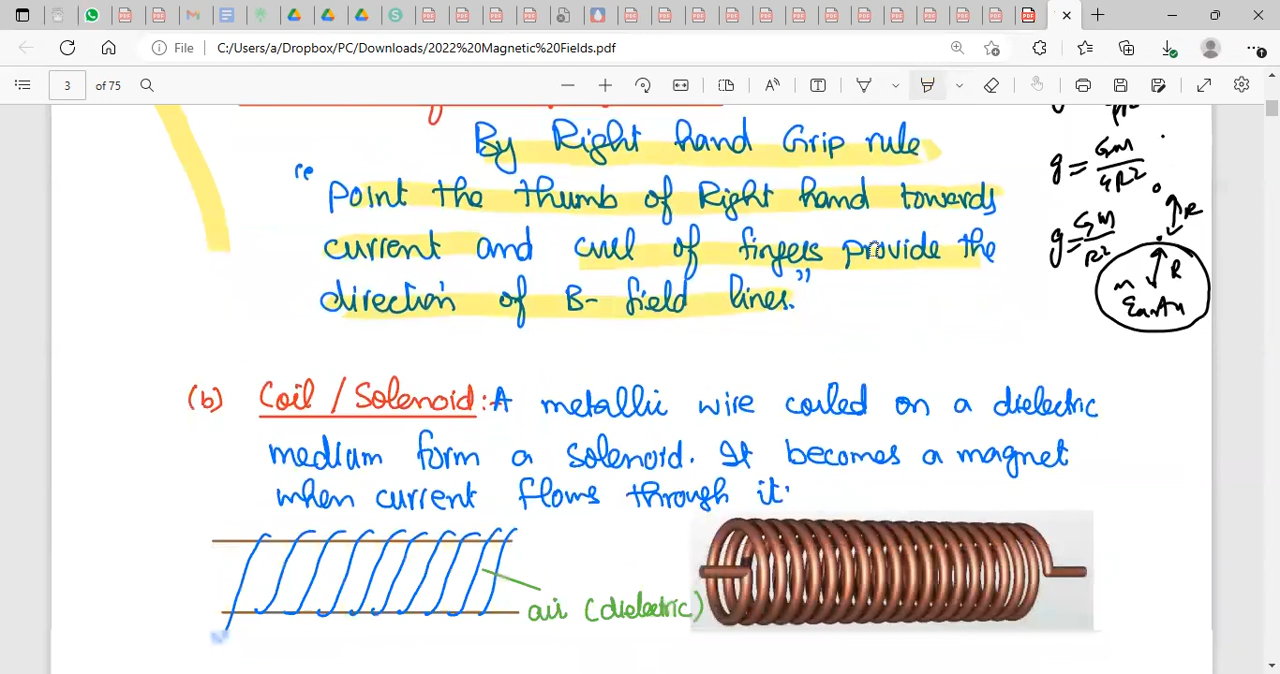 File
C:/Users/a/Dropbox/PC/Downloads/2022%20Magnetic%20Fields.pdf
3 of 75
By Right hand Grip rule
"Point the thumb of Right hand towards
current and curl of fingers provide the
direction of B- field lines."
g = GM/4R2
g = GM/R2
R
R
m
Earth
(b) Coil / Solenoid: A metallic wire coiled on a dielectric
medium form a solenoid. It becomes a magnet
when current flows through it.
air (dielectric)